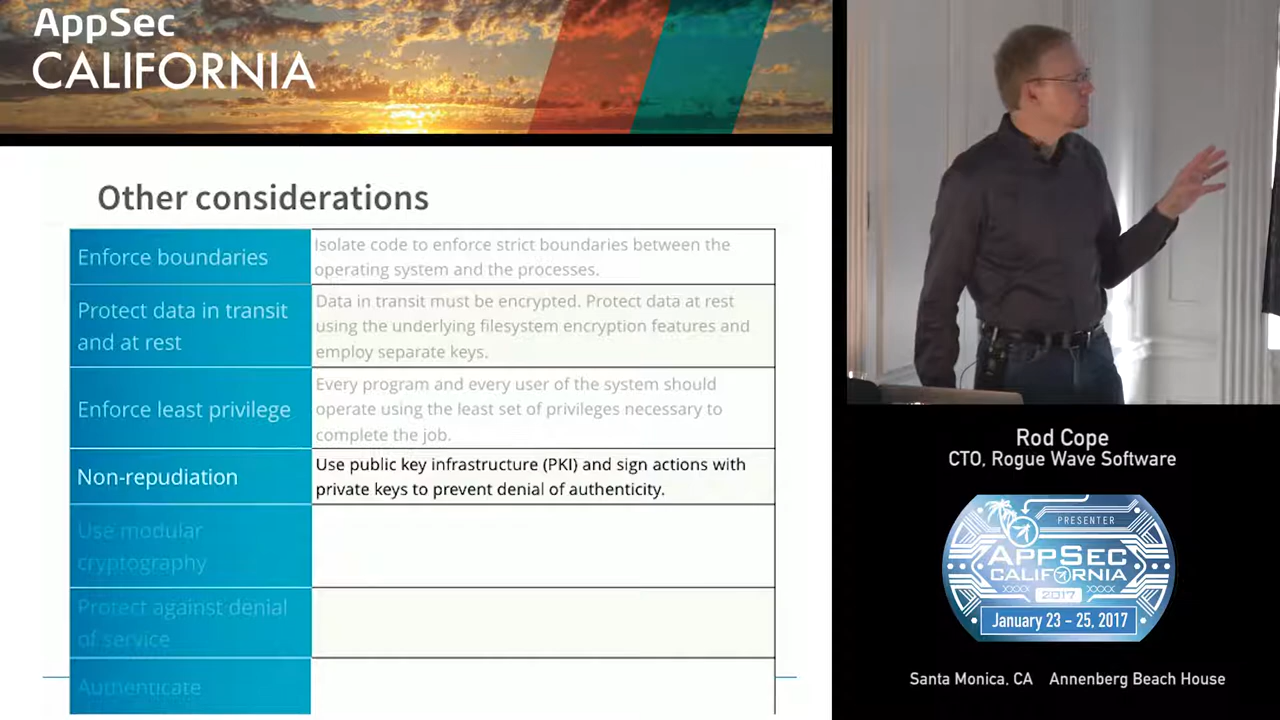 AppSec
CALIFORNIA
Other considerations
Enforce boundaries
Isolate code to enforce strict boundaries between the
operating system and the processes.
Protect data in transit
and at rest
Data in transit must be encrypted. Protect data at rest
using the underlying filesystem encryption features and
employ separate keys.
Enforce least privilege
Every program and every user of the system should
operate using the least set of privileges necessary to
complete the job.
Non-repudiation
Use public key infrastructure (PKI) and sign actions with
private keys to prevent denial of authenticity.
Use modular
cryptography
Protect against denial
of service
Authenticate
Rod Cope
CTO, Rogue Wave Software
PRESENTER
APPSEC
CALIFORNIA
XXXX 2017 XXXX
January 23 - 25, 2017
Santa Monica, CA Annenberg Beach House